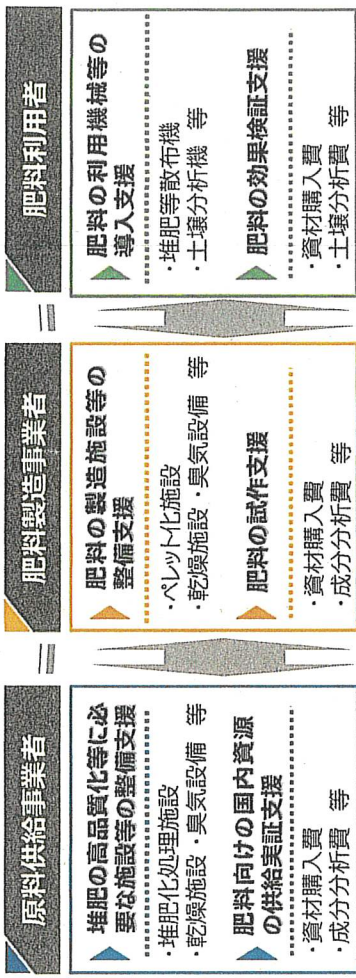 原料供給事業者
堆肥の高品質化等に必
要な施設等の整備支援
・堆肥化処理施設
・乾燥施設・臭気設備 等
肥料向けの国内資源
の供給実証支援
・資材購入費
・成分分析費 等
肥料製造事業者
肥料の製造施設等の
整備支援
・ペレット化施設
・乾燥施設・臭気設備 等
肥料の試作支援
・資材購入費
・成分分析費 等
肥料利用者
肥料の利用機械等の
導入支援
・堆肥等散布機
・土壌分析機 等
肥料の効果検証支援
・資材購入費
・土壌分析費 等